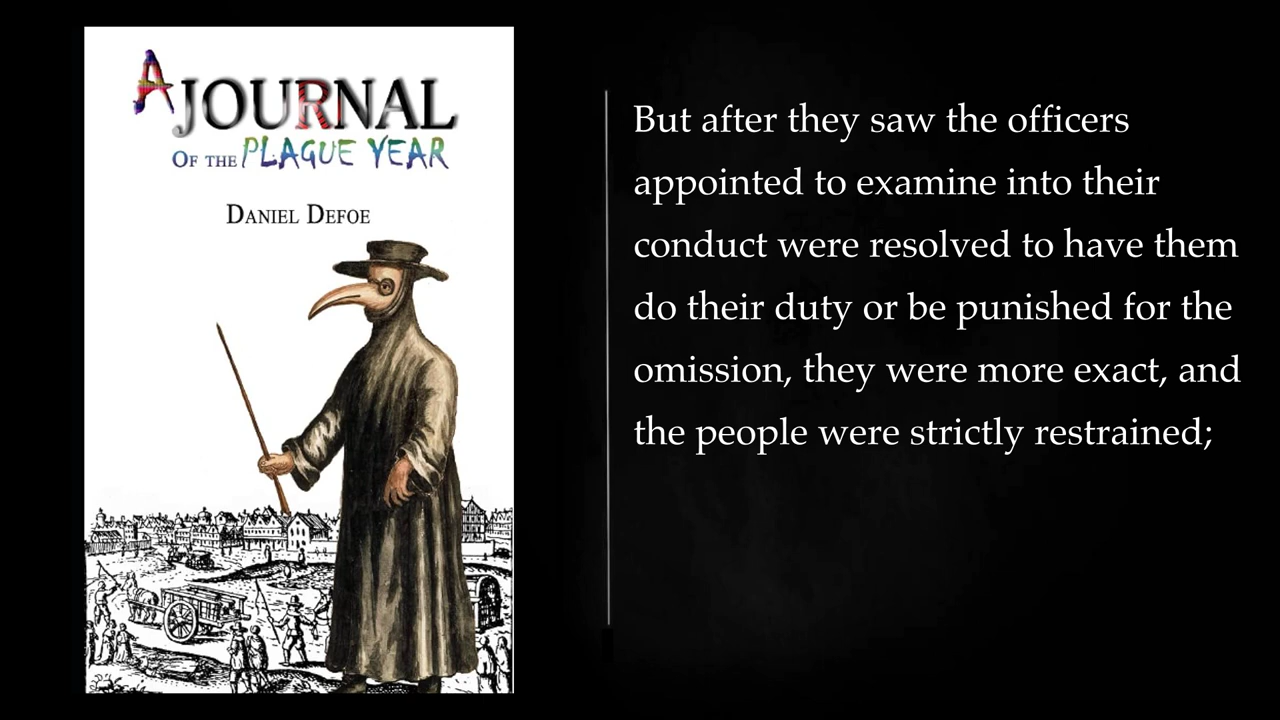 A JOURNAL
OF THE PLAGUE YEAR
DANIEL DEFOE
But after they saw the officers
appointed to examine into their
conduct were resolved to have them
do their duty or be punished for the
omission, they were more exact, and
the people were strictly restrained;